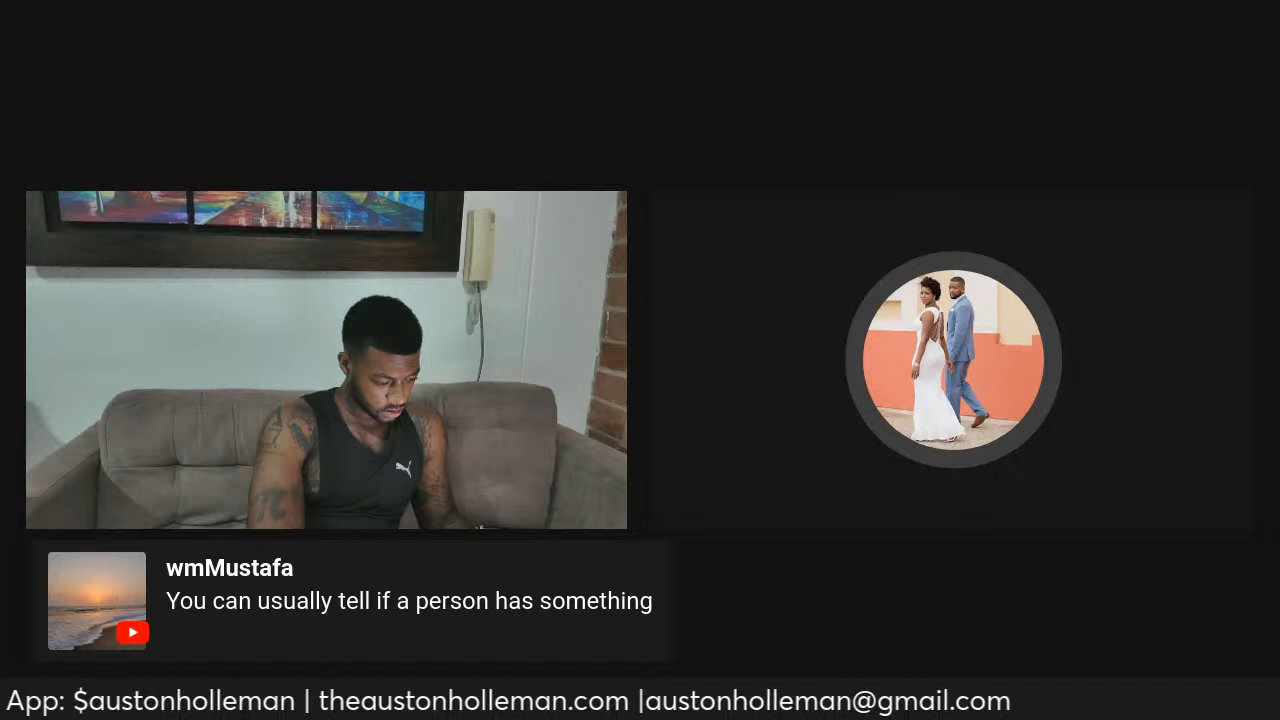 wmMustafa
You can usually tell if a person has something
App: $austonholleman | theaustonholleman.com |austonholleman@gmail.com